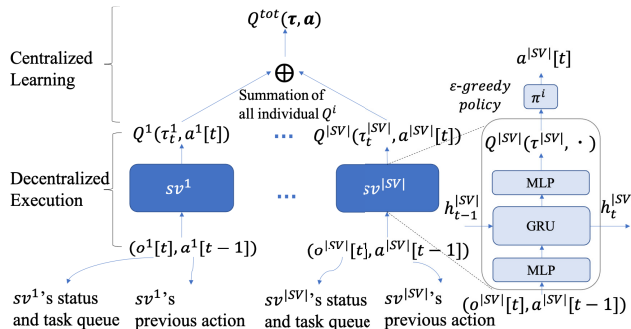 Q^{tot}(τ, a)
Centralized
Learning
⊕
Summation of
all individual Q^i
Q^1(τ_t^1, a^1[t])
...
Q^{|SV|}(τ_t^{|SV|}, a^{|SV|}[t])
Decentralized
Execution
sv^1
...
sv^{|SV|}
(o^1[t], a^1[t − 1])
(o^{|SV|}[t], a^{|SV|}[t − 1])
sv^1's status
and task queue
sv^1's
previous action
sv^{|SV|}'s status
and task queue
sv^{|SV|}'s
previous action
a^{|SV|}[t]
ε-greedy
policy
π^i
Q^{|SV|}(τ^{|SV|}, ·)
MLP
h_{t−1}^{|SV|}
GRU
h_t^{|SV|}
MLP
(o^{|SV|}[t], a^{|SV|}[t − 1])